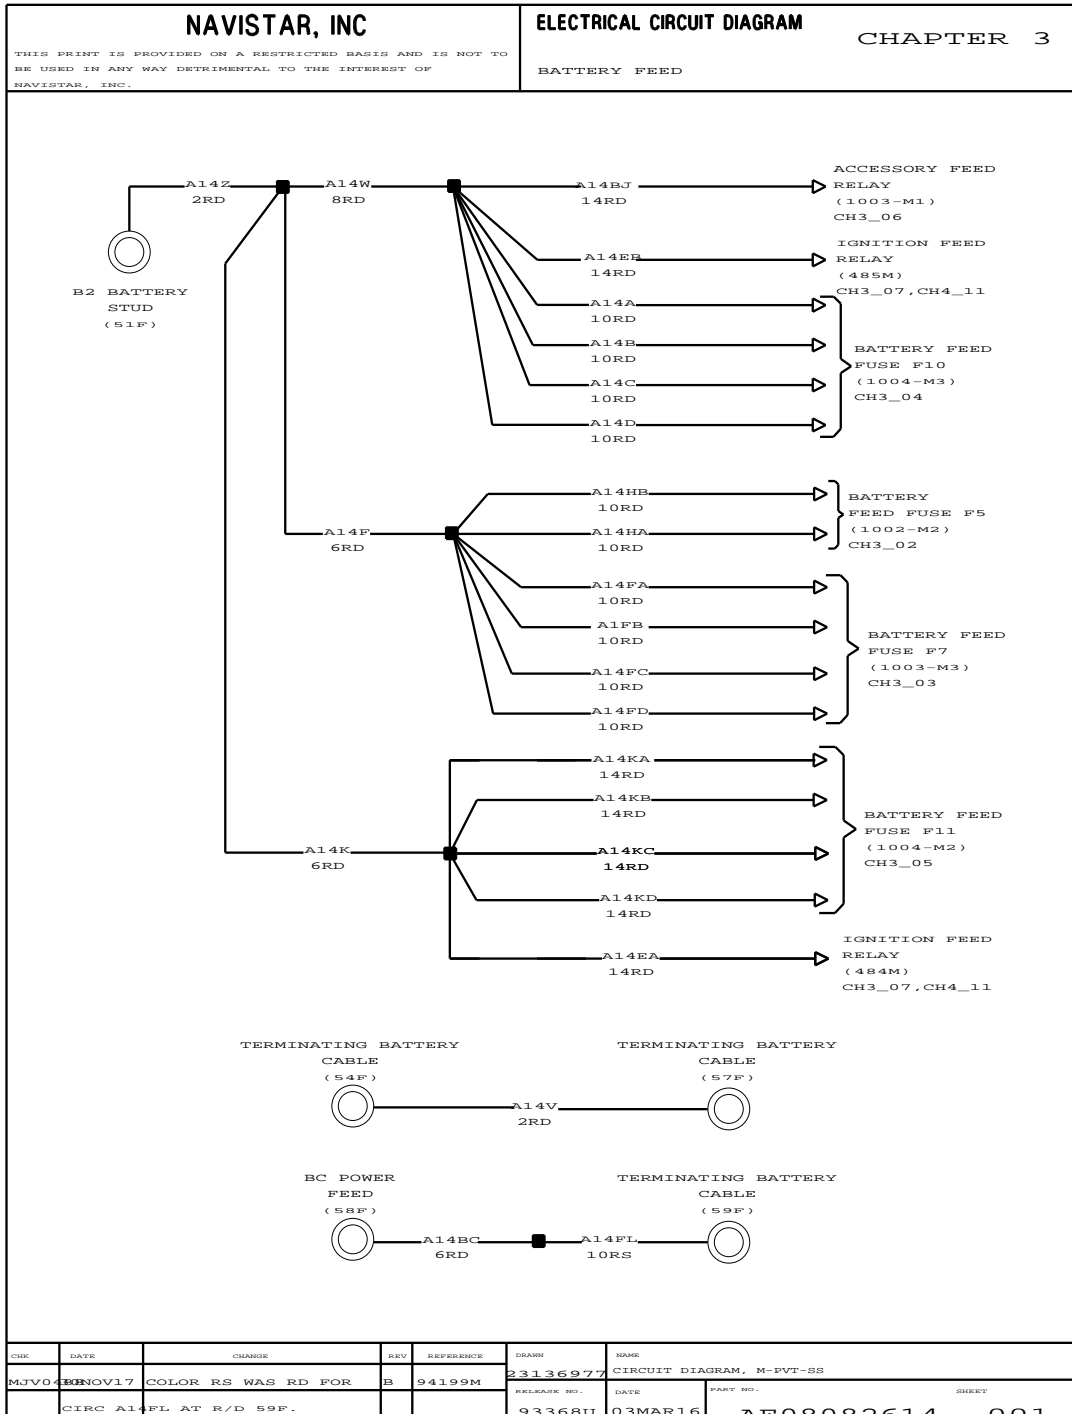 NAVISTAR, INC
THIS PRINT IS PROVIDED ON A RESTRICTED BASIS AND IS NOT TO
BE USED IN ANY WAY DETRIMENTAL TO THE INTEREST OF
NAVISTAR, INC.
ELECTRICAL CIRCUIT DIAGRAM
CHAPTER 3
BATTERY FEED
A14Z
2RD
A14W
8RD
A14BJ
14RD
ACCESSORY FEED
RELAY
(1003-M1)
CH3_06
B2 BATTERY
STUD
(51F)
A14EB
14RD
IGNITION FEED
RELAY
(485M)
CH3_07,CH4_11
A14A
10RD
A14B
10RD
A14C
10RD
A14D
10RD
BATTERY FEED
FUSE F10
(1004-M3)
CH3_04
A14F
6RD
A14HB
10RD
A14HA
10RD
BATTERY
FEED FUSE F5
(1002-M2)
CH3_02
A14FA
10RD
A1FB
10RD
A14FC
10RD
A14FD
10RD
BATTERY FEED
FUSE F7
(1003-M3)
CH3_03
A14K
6RD
A14KA
14RD
A14KB
14RD
A14KC
14RD
A14KD
14RD
BATTERY FEED
FUSE F11
(1004-M2)
CH3_05
A14EA
14RD
IGNITION FEED
RELAY
(484M)
CH3_07,CH4_11
TERMINATING BATTERY
CABLE
(54F)
A14V
2RD
TERMINATING BATTERY
CABLE
(57F)
BC POWER
FEED
(58F)
A14BC
6RD
A14FL
10RS
TERMINATING BATTERY
CABLE
(59F)
CHK DATE CHANGE REV REFERENCE
COLOR RS WAS RD FOR B 94199M
CIRC A14FL AT R/D 59F.
DRAWN
23136977
NAME
CIRCUIT DIAGRAM, M-PVT-SS
RELEASE NO.
93368U
DATE
03MAR16
PART NO.
SHEET